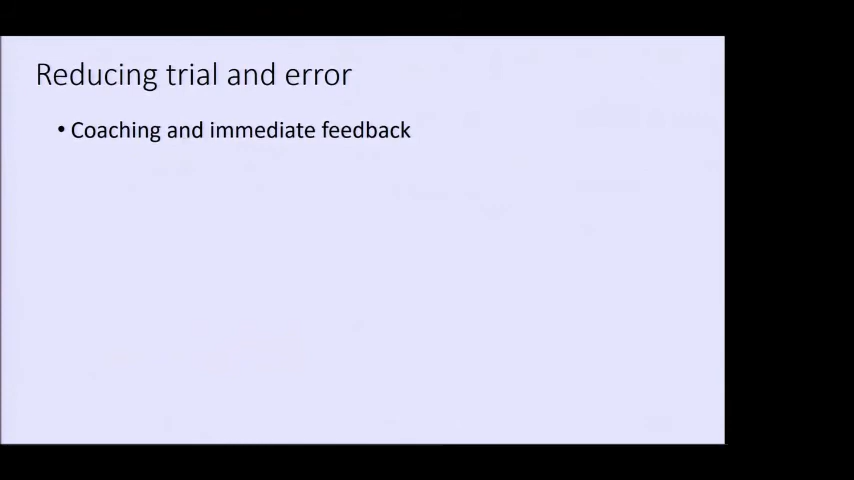 Reducing trial and error
• Coaching and immediate feedback